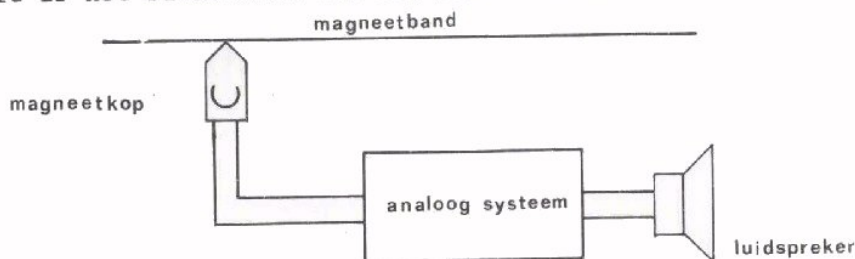 magneetband
magneetkop
analoog systeem
luidspreker